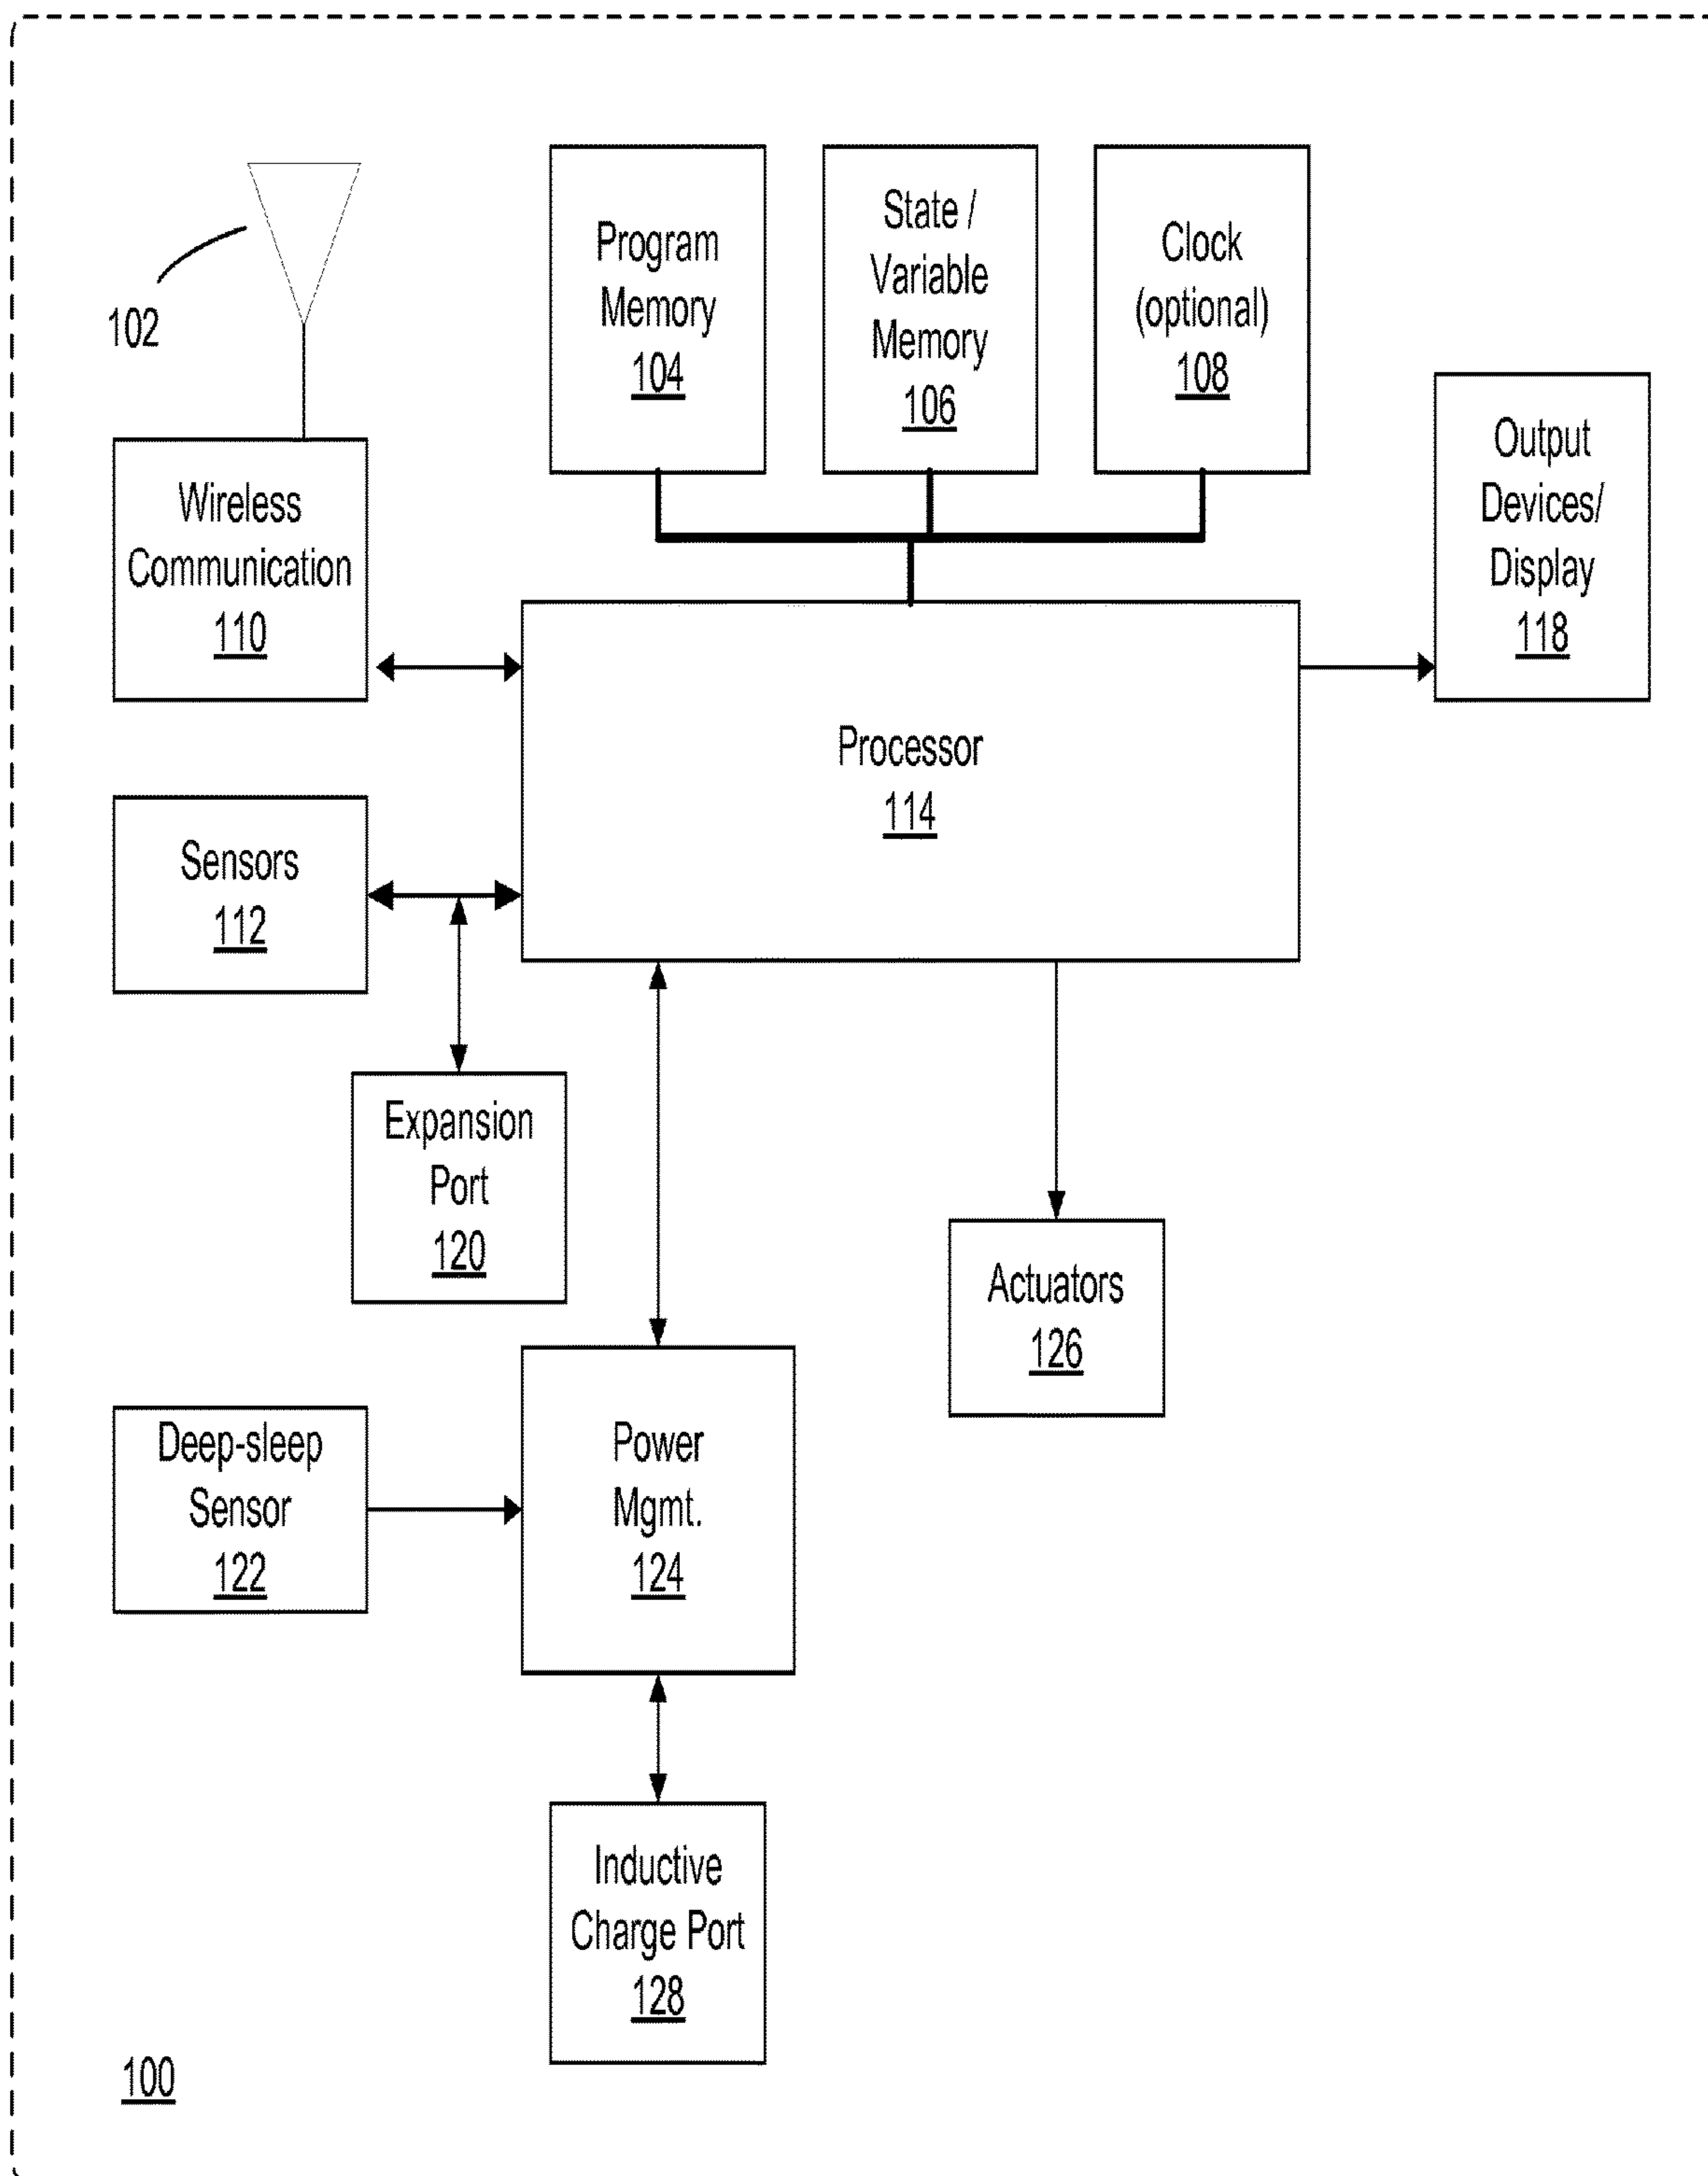 102
Program
Memory
104
State /
Variable
Memory
106
Clock
(optional)
108
Output
Devices/
Display
118
Wireless
Communication
110
Processor
114
Sensors
112
Expansion
Port
120
Actuators
126
Deep-sleep
Sensor
122
Power
Mgmt.
124
Inductive
Charge Port
128
100